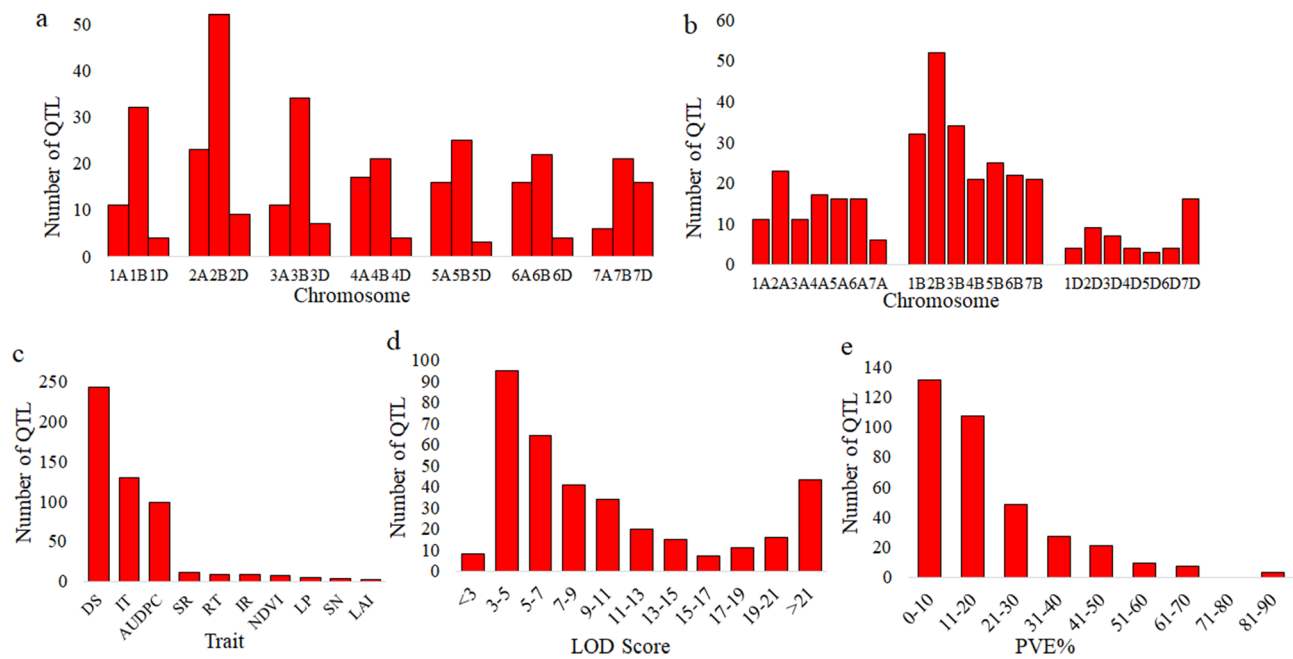 a
Number of QTL
50
40
30
20
10
0
1A1B1D 2A2B2D 3A3B3D 4A4B4D 5A5B5D 6A6B6D 7A7B7D
Chromosome
b
Number of QTL
60
50
40
30
20
10
0
1A2A3A4A5A6A7A 1B2B3B4B5B6B7B 1D2D3D4D5D6D7D
Chromosome
c
Number of QTL
250
200
150
100
50
0
DS IT AUDPC SR RT IR NDVI LP SN LAI
Trait
d
Number of QTL
100
90
80
70
60
50
40
30
20
10
0
<3 3-5 5-7 7-9 9-11 11-13 13-15 15-17 17-19 19-21 >21
LOD Score
e
Number of QTL
140
120
100
80
60
40
20
0
0-10 11-20 21-30 31-40 41-50 51-60 61-70 71-80 81-90
PVE%